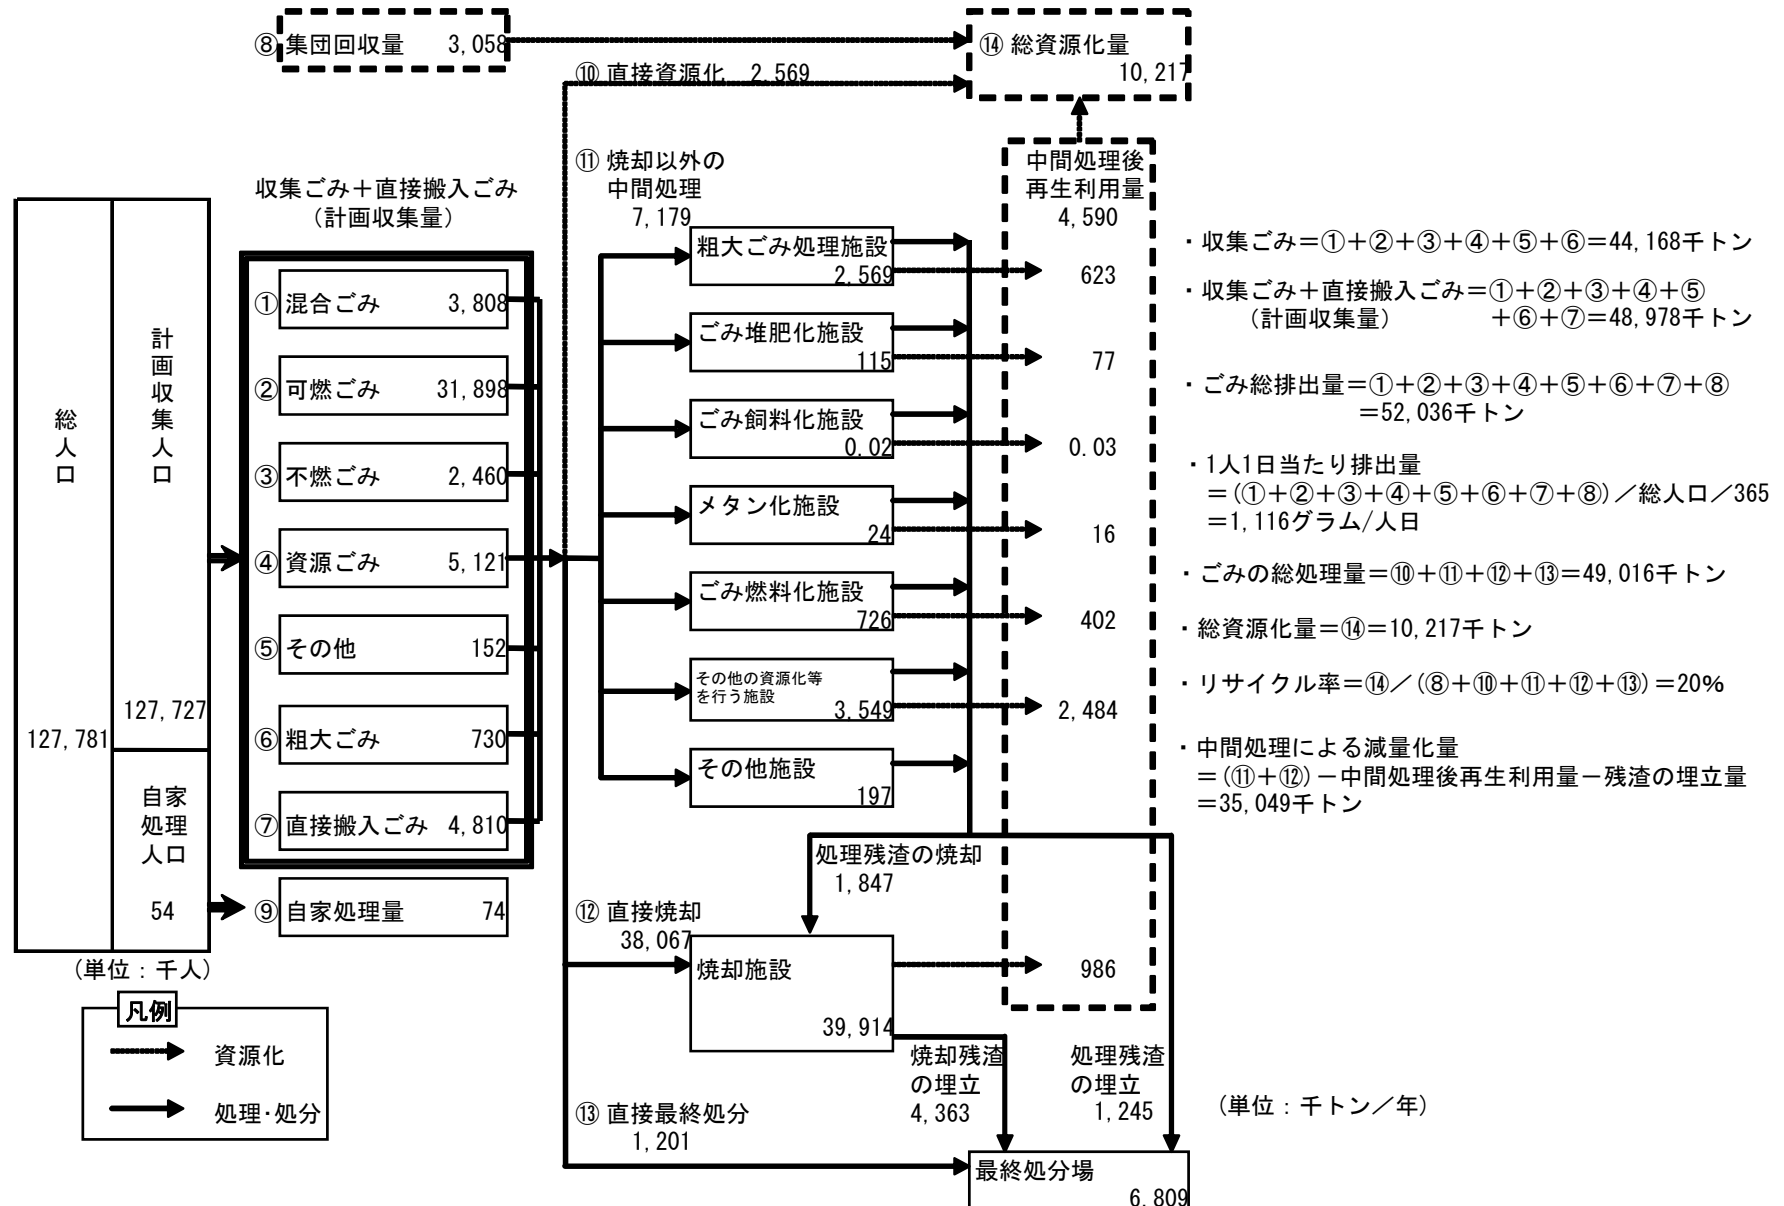 ⑧ 集団回収量 3,058
⑭ 総資源化量
10,217
⑩ 直接資源化 2,569
⑪ 焼却以外の
中間処理
7,179
中間処理後
再生利用量
4,590
収集ごみ＋直接搬入ごみ
（計画収集量）
総人口
127,781
計画収集人口
127,727
自家
処理
人口
54
（単位：千人）
① 混合ごみ 3,808
② 可燃ごみ 31,898
③ 不燃ごみ 2,460
④ 資源ごみ 5,121
⑤ その他 152
⑥ 粗大ごみ 730
⑦ 直接搬入ごみ 4,810
⑨ 自家処理量 74
粗大ごみ処理施設
2,569
623
ごみ堆肥化施設
115
77
ごみ飼料化施設
0.02
0.03
メタン化施設
24
16
ごみ燃料化施設
726
402
その他の資源化等
を行う施設
3,549
2,484
その他施設
197
処理残渣の焼却
1,847
⑫ 直接焼却
38,067
焼却施設
39,914
986
焼却残渣
の埋立
4,363
処理残渣
の埋立
1,245
⑬ 直接最終処分
1,201
最終処分場
6,809
・収集ごみ＝①＋②＋③＋④＋⑤＋⑥＝44,168千トン
・収集ごみ＋直接搬入ごみ＝①＋②＋③＋④＋⑤
（計画収集量） ＋⑥＋⑦＝48,978千トン
・ごみ総排出量＝①＋②＋③＋④＋⑤＋⑥＋⑦＋⑧
＝52,036千トン
・1人1日当たり排出量
＝(①＋②＋③＋④＋⑤＋⑥＋⑦＋⑧)／総人口／365
＝1,116グラム/人日
・ごみの総処理量＝⑩＋⑪＋⑫＋⑬＝49,016千トン
・総資源化量＝⑭＝10,217千トン
・リサイクル率＝⑭／(⑧＋⑩＋⑪＋⑫＋⑬)＝20%
・中間処理による減量化量
＝(⑪＋⑫)－中間処理後再生利用量－残渣の埋立量
＝35,049千トン
（単位：千トン／年）
凡例
資源化
処理･処分